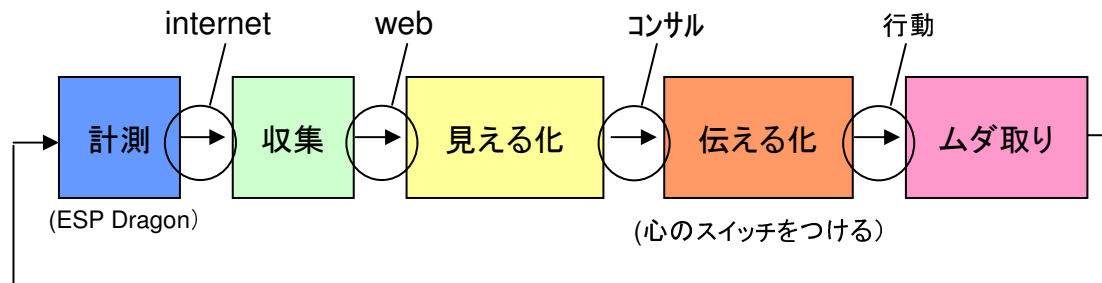 internet
web
コンサル
行動
計測
収集
見える化
伝える化
ムダ取り
(ESP Dragon）
(心のスイッチをつける）